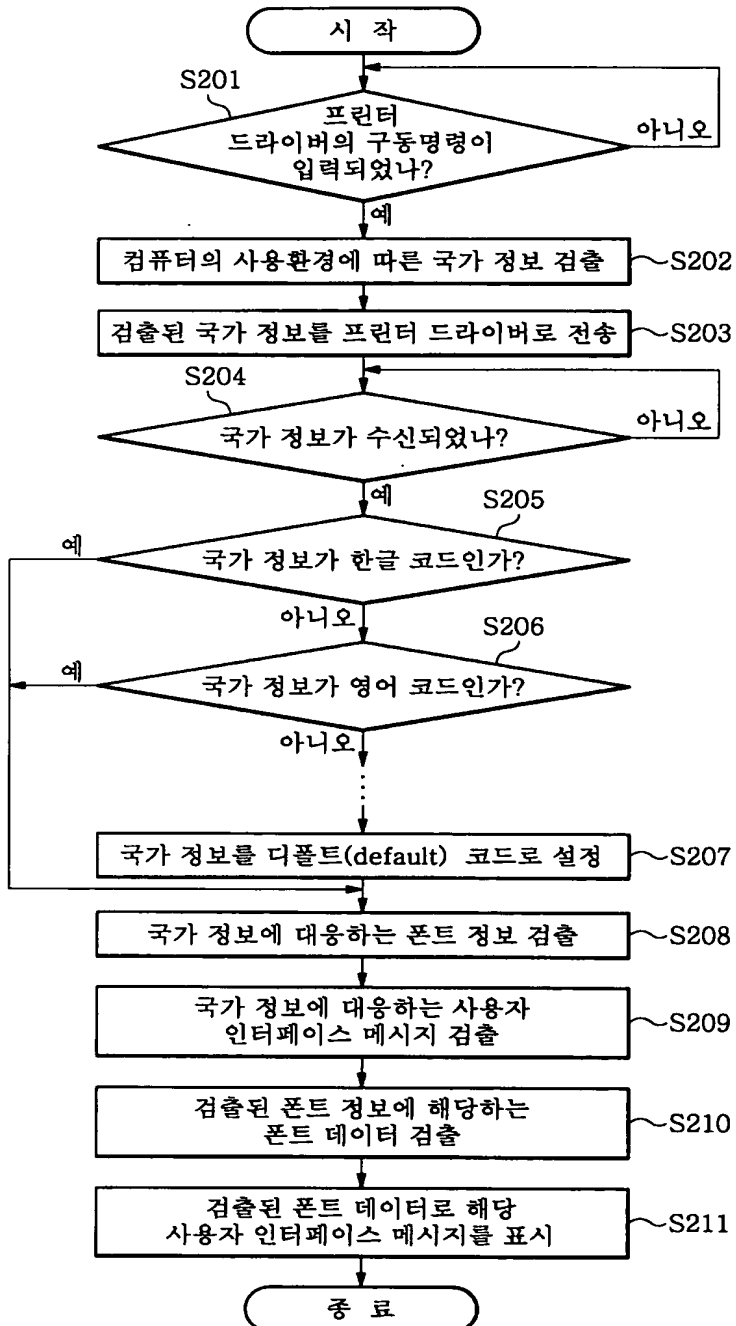 시 작
S201
프린터
드라이버의 구동명령이
입력되었나?
아니오
예
컴퓨터의 사용환경에 따른 국가 정보 검출
S202
검출된 국가 정보를 프린터 드라이버로 전송
S203
S204
국가 정보가 수신되었나?
아니오
예
S205
국가 정보가 한글 코드인가?
예
아니오
S206
국가 정보가 영어 코드인가?
예
아니오
국가 정보를 디폴트(default) 코드로 설정
S207
국가 정보에 대응하는 폰트 정보 검출
S208
국가 정보에 대응하는 사용자
인터페이스 메시지 검출
S209
검출된 폰트 정보에 해당하는
폰트 데이터 검출
S210
검출된 폰트 데이터로 해당
사용자 인터페이스 메시지를 표시
S211
종 료